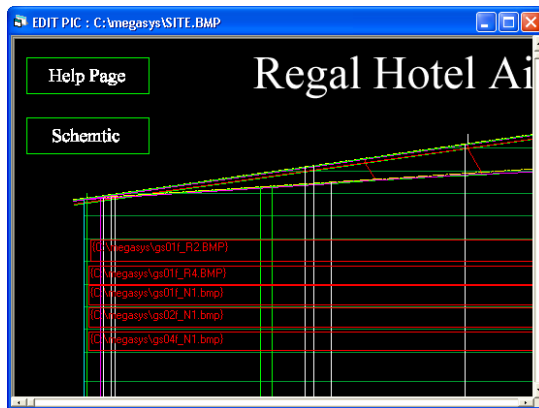 EDIT PIC : C:\megasys\SITE.BMP
Help Page
Regal Hotel Ai
Schemtic
{C:\megasys\gs01f_R2.BMP}
{C:\megasys\gs01f_R4.BMP}
{C:\megasys\gs01f_N1.bmp}
{C:\megasys\gs02f_N1.bmp}
{C:\megasys\gs04f_N1.bmp}